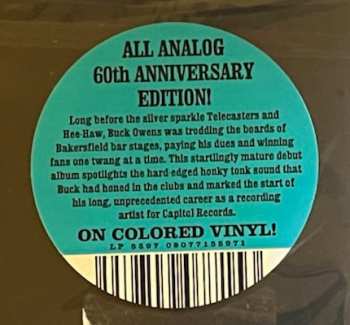 ALL ANALOG
60th ANNIVERSARY
EDITION!
Long before the silver sparkle Telecasters and
Hee-Haw, Buck Owens was trodding the boards of
Bakersfield bar stages, paying his dues and winning
fans one twang at a time. This startlingly mature debut
album spotlights the hard-edged honky tonk sound that
Buck had honed in the clubs and marked the start of
his long, unprecedented career as a recording
artist for Capitol Records.
ON COLORED VINYL!
LP 5597 09077155971